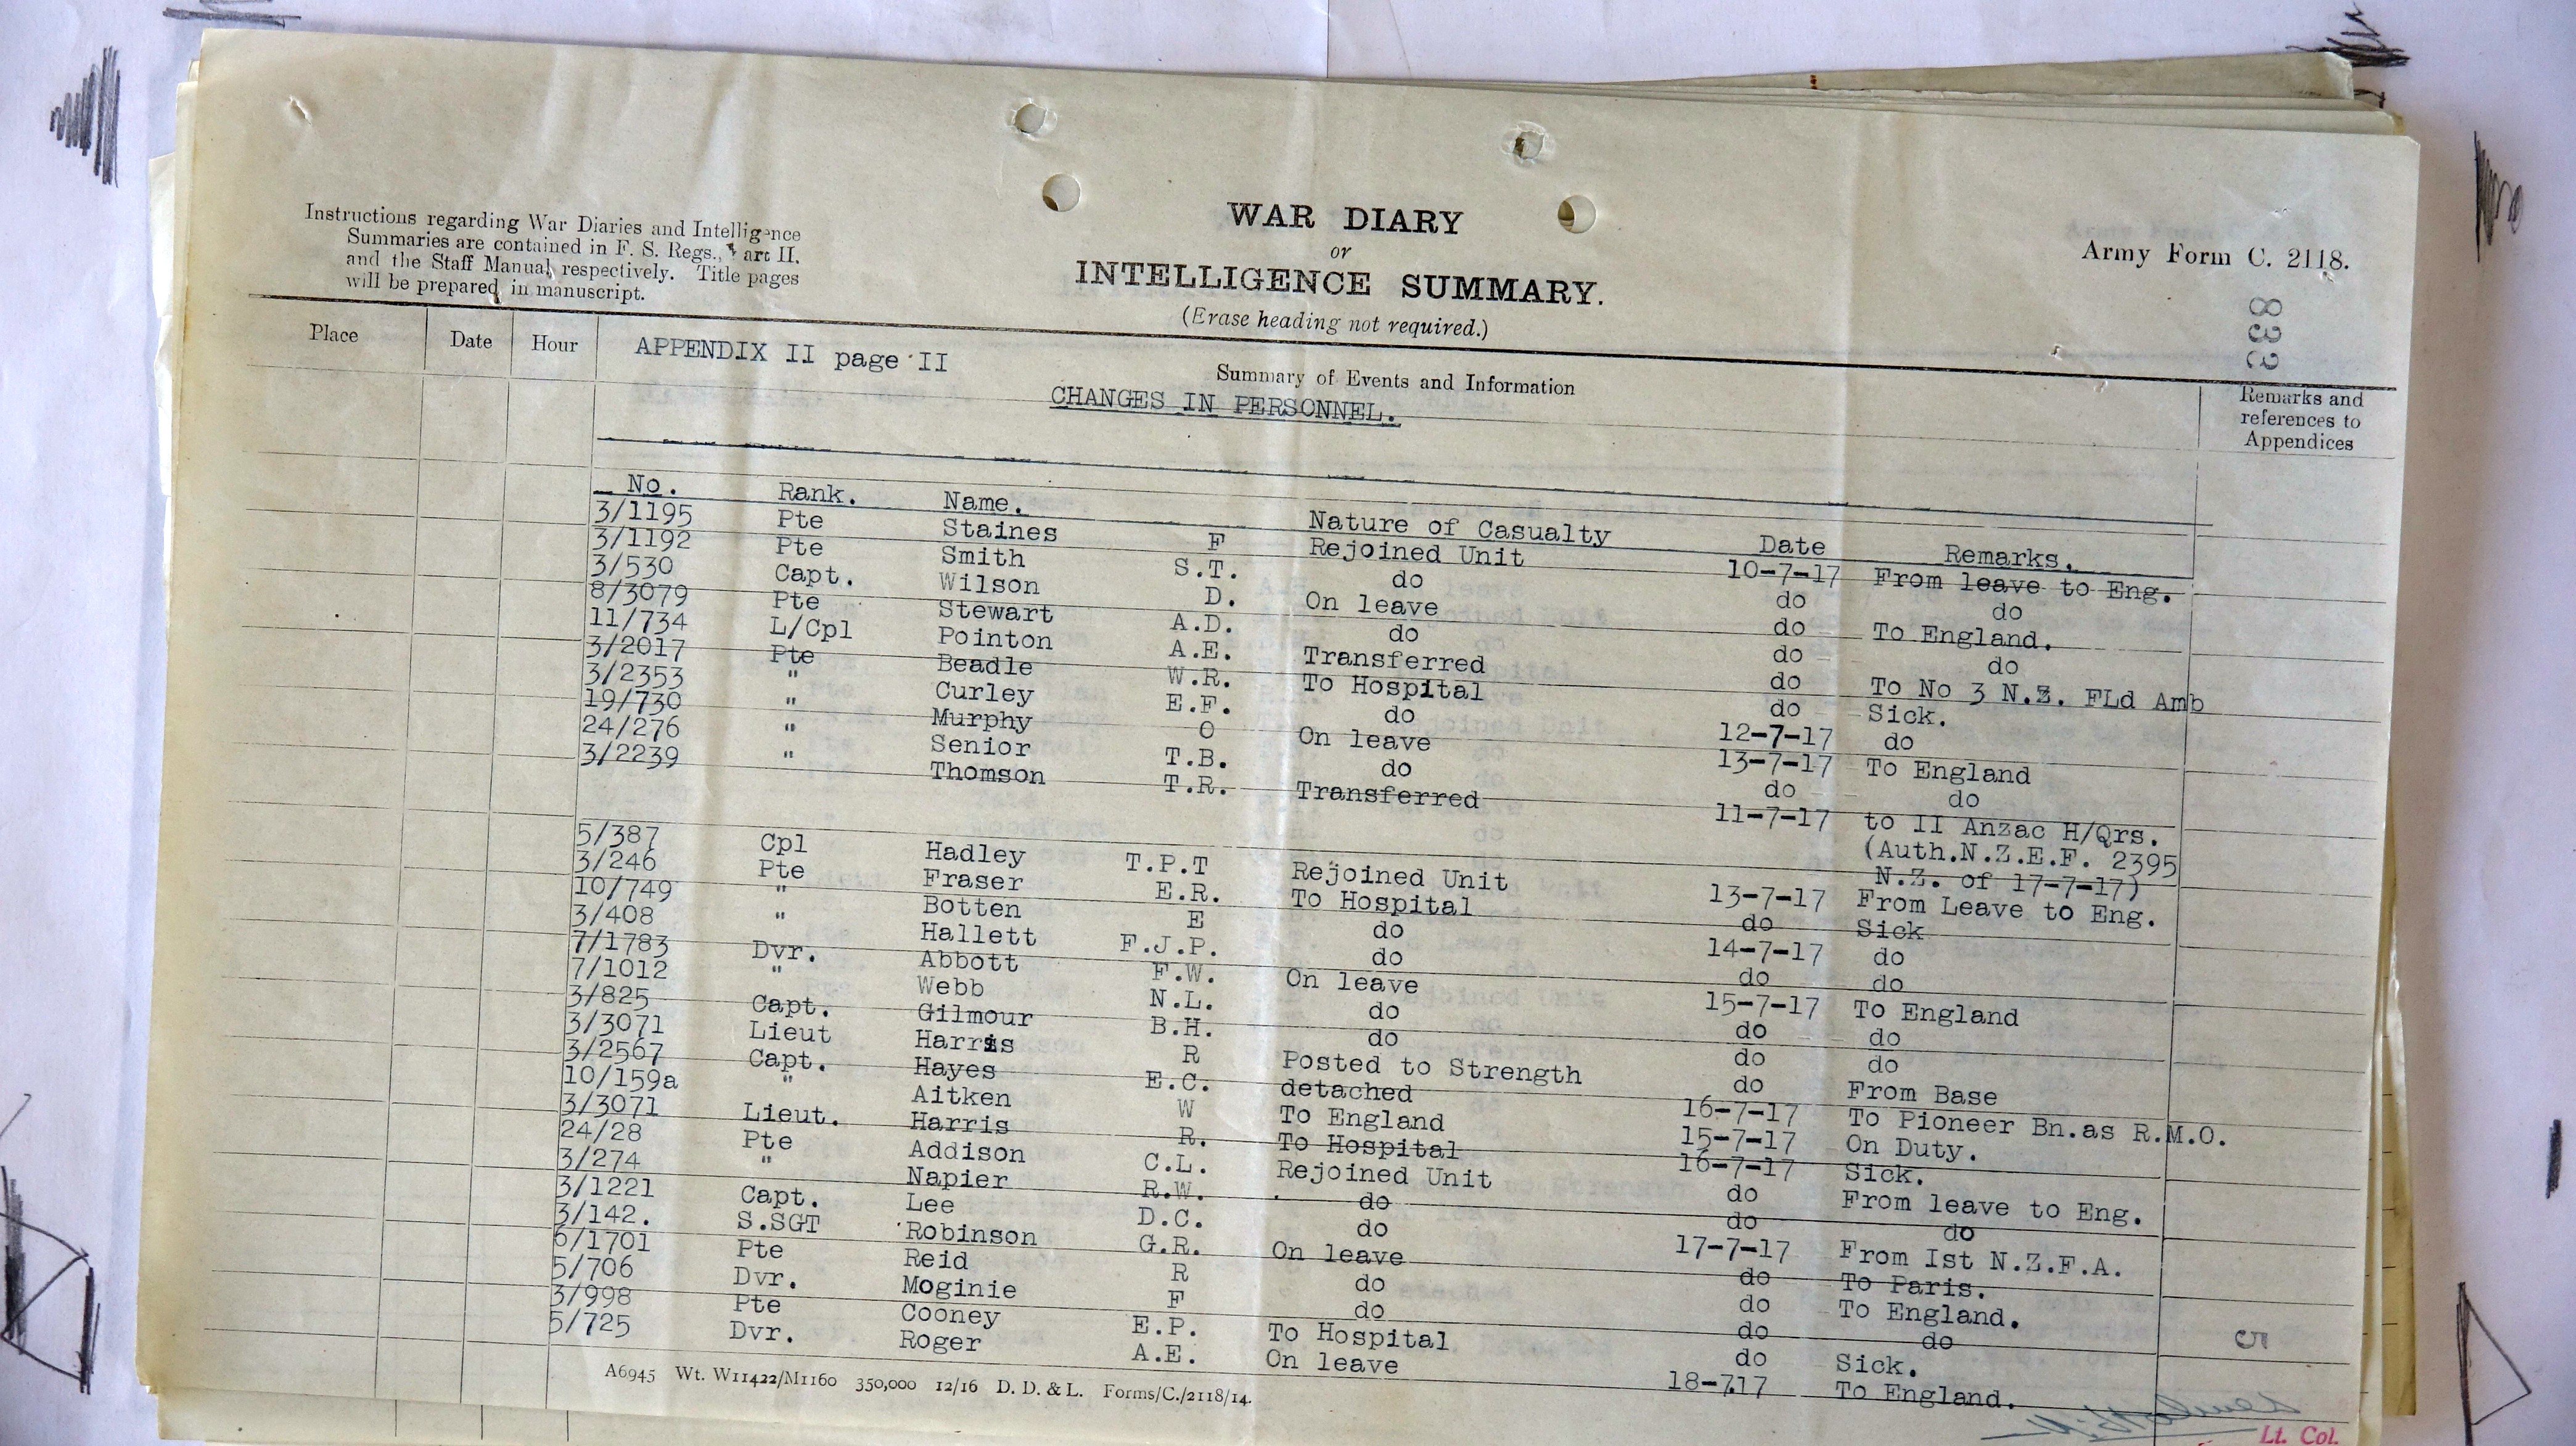 Instructions regarding War Diaries and Intelligence
Summaries are contained in F. S. Regs., Part II.
and the Staff Manual respectively. Title pages
will be prepared in manuscript.
WAR DIARY
or
INTELLIGENCE SUMMARY.
(Erase heading not required.)
Army Form C. 2118.
833
Place Date Hour Summary of Events and Information Remarks and references to Appendices
APPENDIX II page II
CHANGES IN PERSONNEL.
No. Rank. Name. Nature of Casualty Date Remarks.
3/1195 Pte Staines F Rejoined Unit 10-7-17 From leave to Eng.
3/1192 Pte Smith S.T. do do do
3/530 Capt. Wilson D. On leave do To England.
8/3079 Pte Stewart A.D. do do do
11/734 L/Cpl Pointon A.E. Transferred do To No 3 N.Z. FLd Amb
3/2017 Pte Beadle W.R. To Hospital do Sick.
3/2353 " Curley E.F. do 12-7-17 do
19/730 " Murphy O On leave 13-7-17 To England
24/276 " Senior T.B. do do do
3/2239 " Thomson T.R. Transferred 11-7-17 to II Anzac H/Qrs.
(Auth.N.Z.E.F. 2395
N.Z. of 17-7-17)
5/387 Cpl Hadley T.P.T Rejoined Unit 13-7-17 From Leave to Eng.
3/246 Pte Fraser E.R. To Hospital do Sick
10/749 " Botten E do 14-7-17 do
3/408 " Hallett F.J.P. do do do
7/1783 Dvr. Abbott F.W. On leave 15-7-17 To England
7/1012 " Webb N.L. do do do
3/825 Capt. Gilmour B.H. do do do
3/3071 Lieut Harris R Posted to Strength do From Base
3/2567 Capt. Hayes E.C. detached 16-7-17 To Pioneer Bn.as R.M.O.
10/159a " Aitken W To England 15-7-17 On Duty.
3/3071 Lieut. Harris R. To Hospital 16-7-17 Sick.
24/28 Pte Addison C.L. Rejoined Unit do From leave to Eng.
3/274 " Napier R.W. do do do
3/1221 Capt. Lee D.C. do 17-7-17 From Ist N.Z.F.A.
3/142. S.SGT Robinson G.R. On leave do To Paris.
6/1701 Pte Reid R do do To England.
5/706 Dvr. Moginie F do do do
3/998 Pte Cooney E.P. To Hospital do Sick.
5/725 Dvr. Roger A.E. On leave 18-7.17 To England.
5
A6945 Wt. W11422/M1160 350,000 12/16 D. D. & L. Forms/C./2118/14.
Lt. Col.